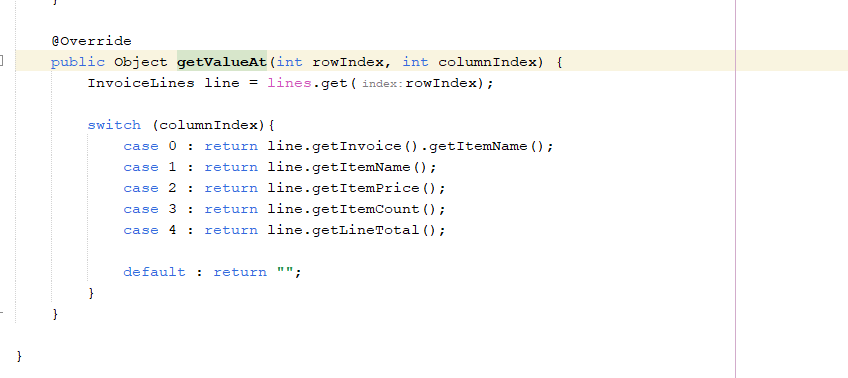 }
@Override
public Object getValueAt(int rowIndex, int columnIndex) {
InvoiceLines line = lines.get( index: rowIndex);
switch (columnIndex){
case 0 : return line.getInvoice().getItemName();
case 1 : return line.getItemName();
case 2 : return line.getItemPrice();
case 3 : return line.getItemCount();
case 4 : return line.getLineTotal();
default : return "";
}
}
}